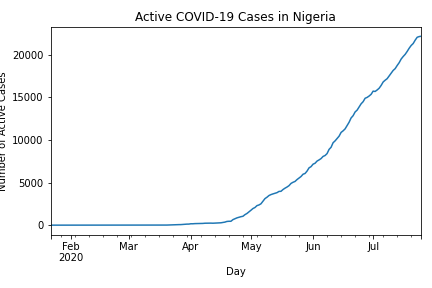 Active COVID-19 Cases in Nigeria
Number of Active Cases
20000
15000
10000
5000
0
Feb Mar Apr May Jun Jul
2020
Day